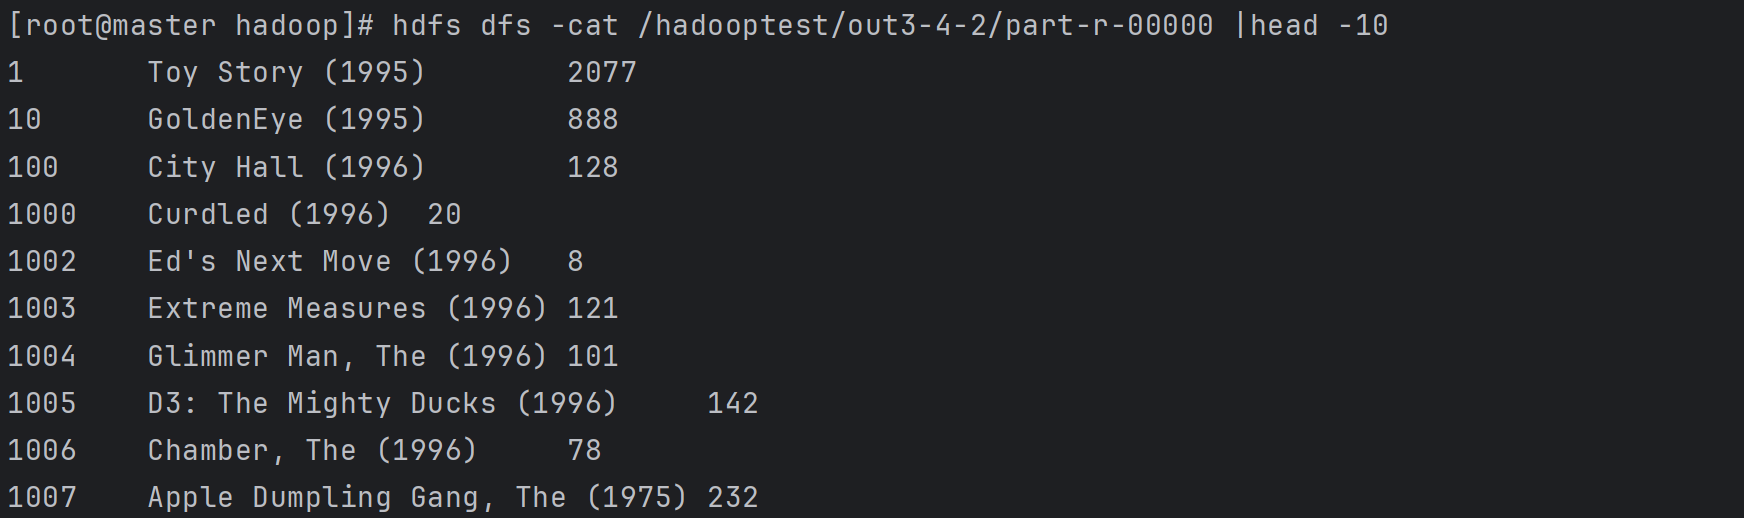 [root@master hadoop]# hdfs dfs -cat /hadooptest/out3-4-2/part-r-00000 |head -10
1	Toy Story (1995)	2077
10	GoldenEye (1995)	888
100	City Hall (1996)	128
1000	Curdled (1996)	20
1002	Ed's Next Move (1996)	8
1003	Extreme Measures (1996)	121
1004	Glimmer Man, The (1996)	101
1005	D3: The Mighty Ducks (1996)	142
1006	Chamber, The (1996)	78
1007	Apple Dumpling Gang, The (1975)	232